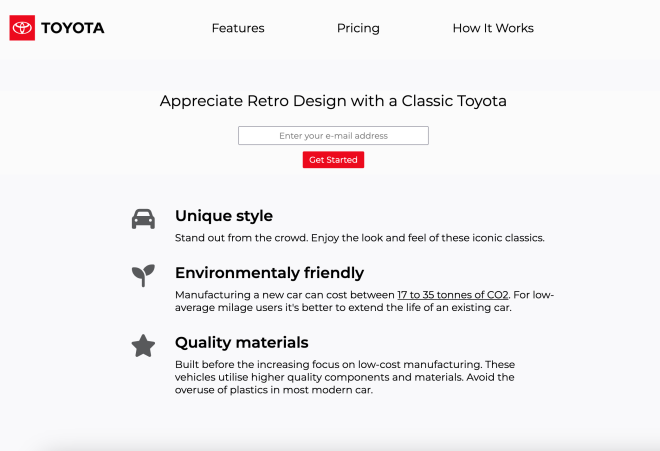 TOYOTA
Features
Pricing
How It Works
Appreciate Retro Design with a Classic Toyota
Enter your e-mail address
Get Started
Unique style
Stand out from the crowd. Enjoy the look and feel of these iconic classics.
Environmentaly friendly
Manufacturing a new car can cost between 17 to 35 tonnes of CO2. For low-
average milage users it's better to extend the life of an existing car.
Quality materials
Built before the increasing focus on low-cost manufacturing. These
vehicles utilise higher quality components and materials. Avoid the
overuse of plastics in most modern car.